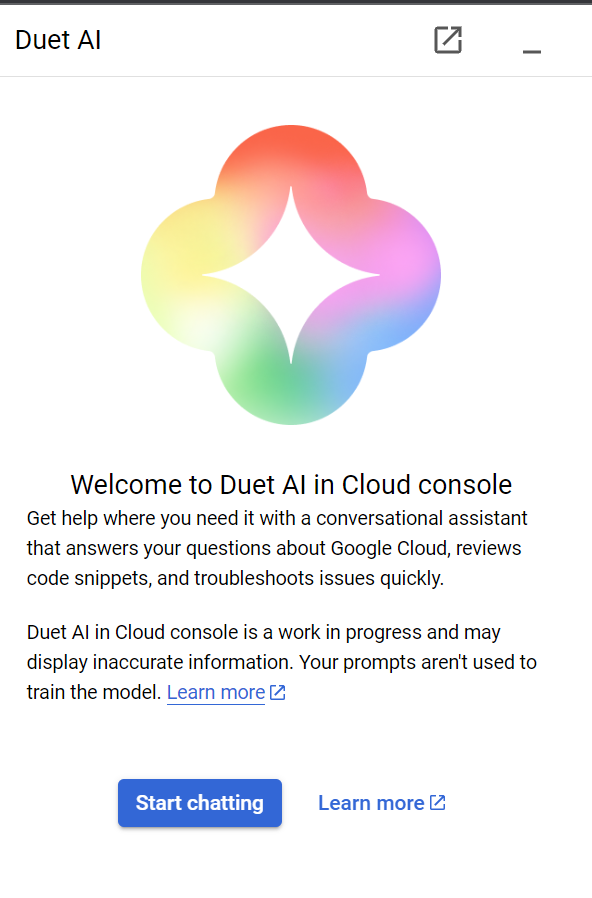 Duet AI
Welcome to Duet AI in Cloud console
Get help where you need it with a conversational assistant
that answers your questions about Google Cloud, reviews
code snippets, and troubleshoots issues quickly.
Duet AI in Cloud console is a work in progress and may
display inaccurate information. Your prompts aren't used to
train the model. Learn more
Start chatting
Learn more